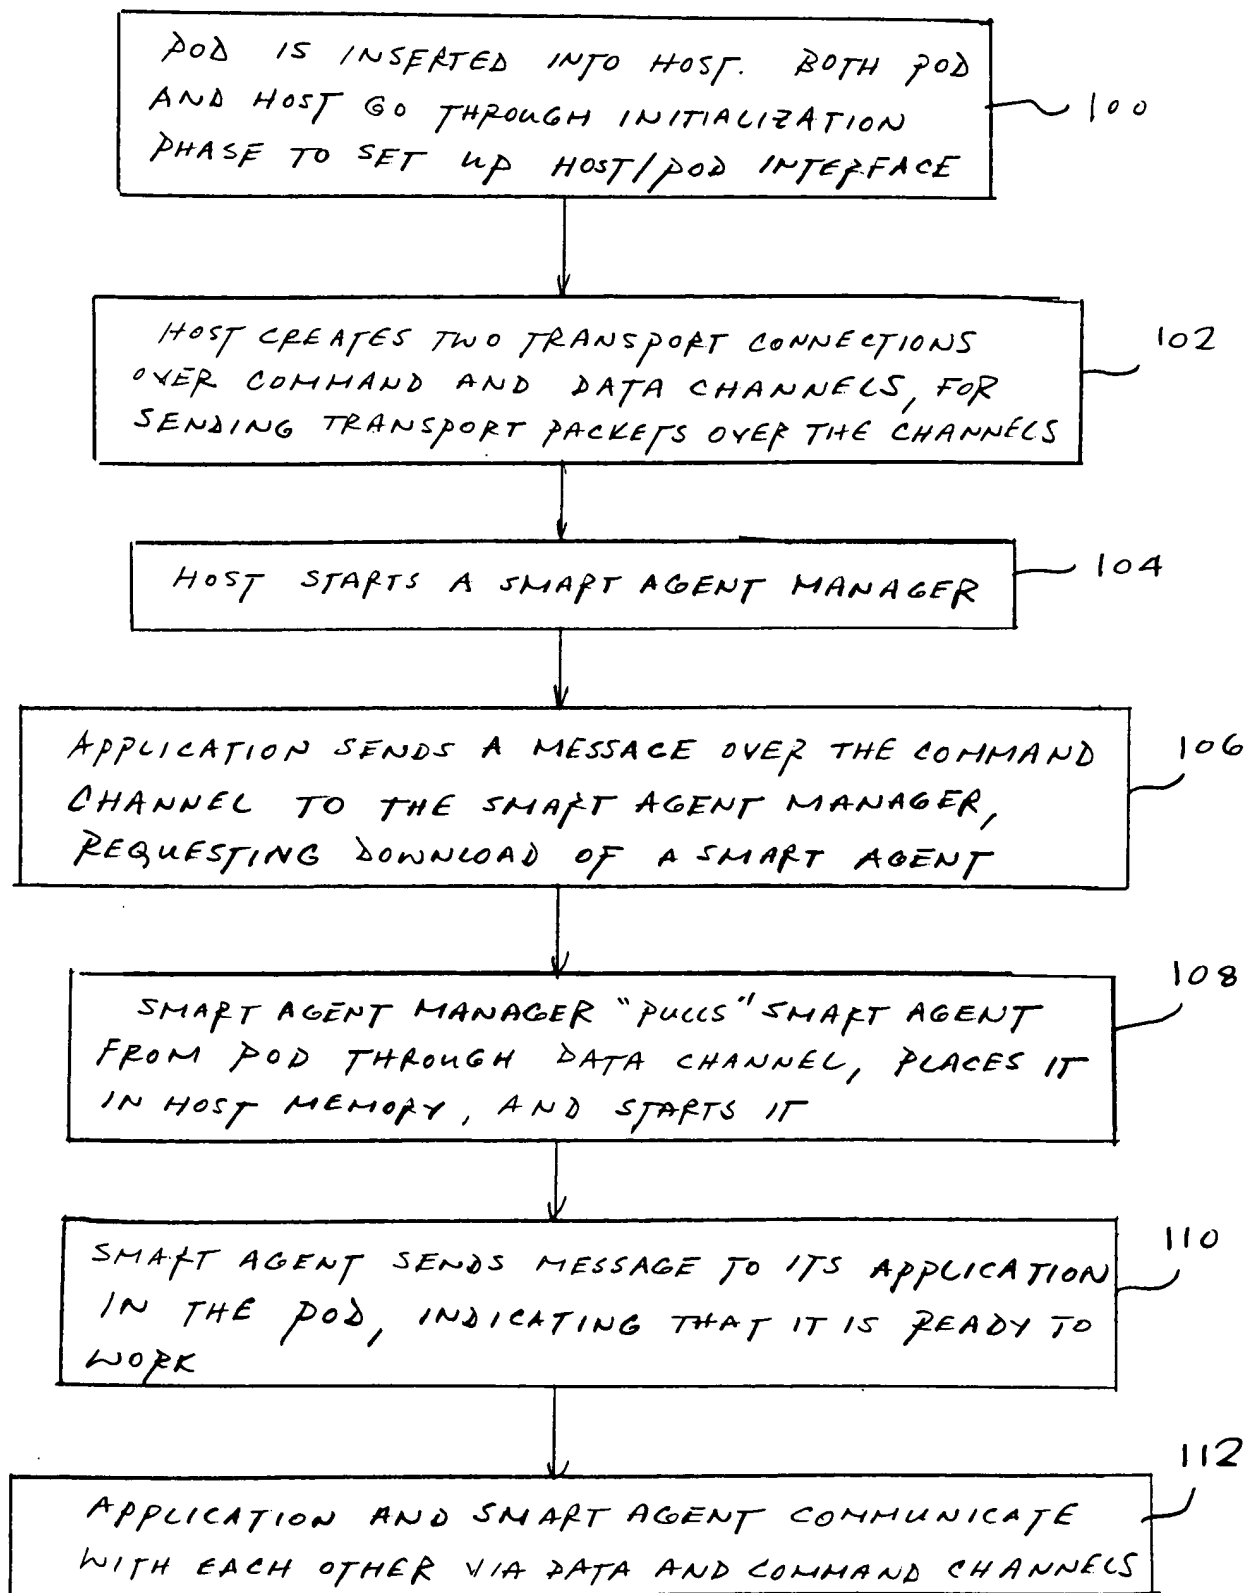 POD IS INSERTED INTO HOST. BOTH POD
AND HOST GO THROUGH INITIALIZATION
PHASE TO SET UP HOST/POD INTERFACE
100
HOST CREATES TWO TRANSPORT CONNECTIONS
OVER COMMAND AND DATA CHANNELS, FOR
SENDING TRANSPORT PACKETS OVER THE CHANNELS
102
HOST STARTS A SMART AGENT MANAGER
104
APPLICATION SENDS A MESSAGE OVER THE COMMAND
CHANNEL TO THE SMART AGENT MANAGER,
REQUESTING DOWNLOAD OF A SMART AGENT
106
SMART AGENT MANAGER "PULLS" SMART AGENT
FROM POD THROUGH DATA CHANNEL, PLACES IT
IN HOST MEMORY, AND STARTS IT
108
SMART AGENT SENDS MESSAGE TO ITS APPLICATION
IN THE POD, INDICATING THAT IT IS READY TO
WORK
110
APPLICATION AND SMART AGENT COMMUNICATE
WITH EACH OTHER VIA DATA AND COMMAND CHANNELS
112